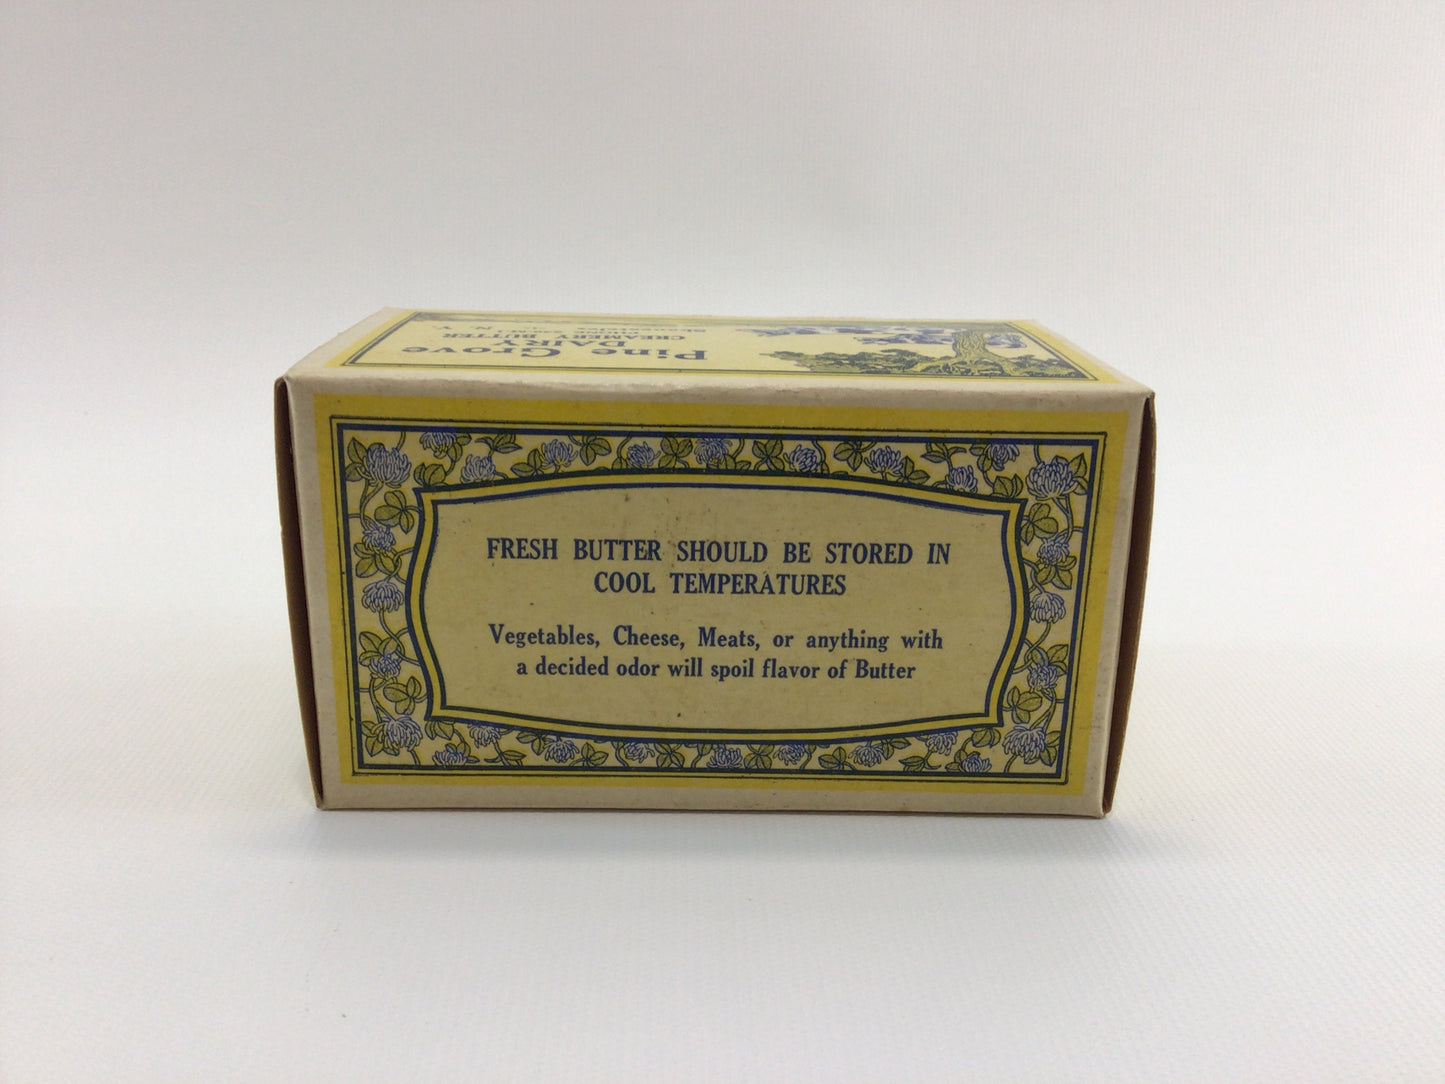 Pine Grove
DAIRY
CREAMERY BUTTER
N. Y.
FRESH BUTTER SHOULD BE STORED IN
COOL TEMPERATURES
Vegetables, Cheese, Meats, or anything with
a decided odor will spoil flavor of Butter